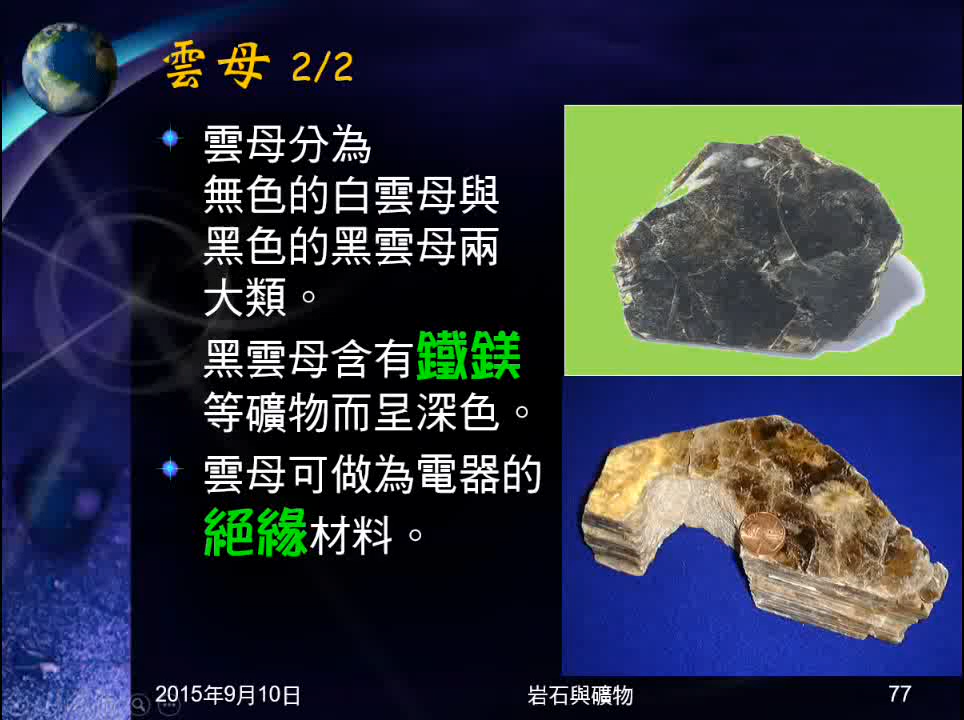 雲母 2/2
雲母分為
無色的白雲母與
黑色的黑雲母兩
大類。
黑雲母含有鐵鎂
等礦物而呈深色。
雲母可做為電器的
絕緣材料。
2015年9月10日
岩石與礦物
77